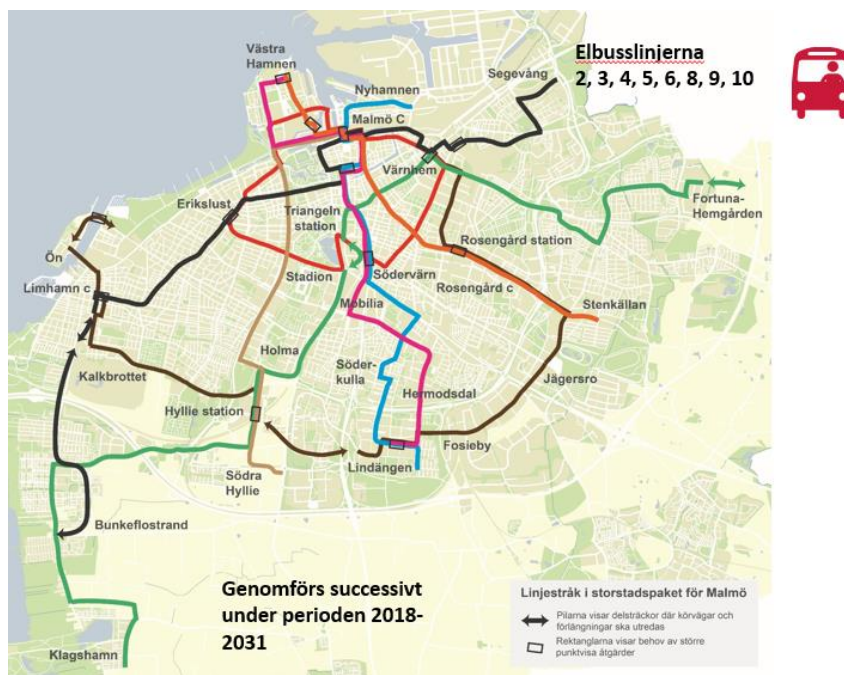 Västra
Hamnen
Elbusslinjerna
2, 3, 4, 5, 6, 8, 9, 10
Segevång
Nyhamnen
Malmö C
Värnhem
Erikslust
Triangeln
station
Fortuna-
Hemgården
Rosengård station
Ön
Stadion
Södervärn
Rosengård c
Limhamn c
Mobilia
Stenkällan
Holma
Söder-
kulla
Jägersro
Kalkbrottet
Hermodsdal
Hyllie station
Fosieby
Lindängen
Södra
Hyllie
Bunkeflostrand
Genomförs successivt
under perioden 2018-
2031
Linjestråk i storstadspaket för Malmö
Pilarna visar delsträckor där körvägar och
förlängningar ska utredas
Rektanglarna visar behov av större
punktvisa åtgärder
Klagshamn